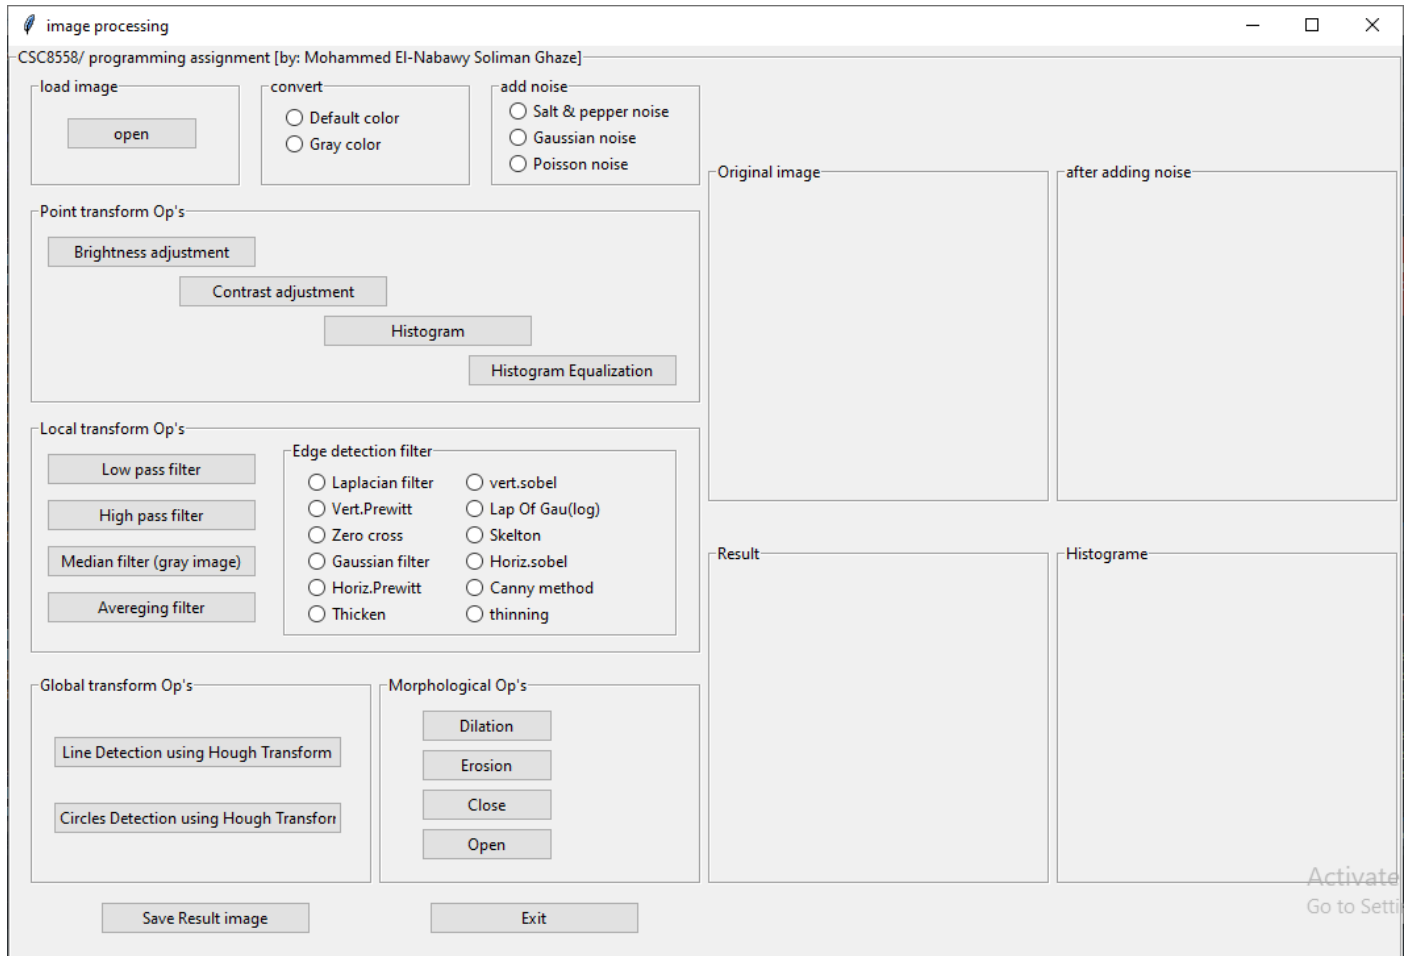 image processing
CSC8558/ programming assignment [by: Mohammed El-Nabawy Soliman Ghaze]
load image
open
convert
Default color
Gray color
add noise
Salt & pepper noise
Gaussian noise
Poisson noise
Point transform Op's
Brightness adjustment
Contrast adjustment
Histogram
Histogram Equalization
Local transform Op's
Low pass filter
High pass filter
Median filter (gray image)
Avereging filter
Edge detection filter
Laplacian filter
Vert.Prewitt
Zero cross
Gaussian filter
Horiz.Prewitt
Thicken
vert.sobel
Lap Of Gau(log)
Skelton
Horiz.sobel
Canny method
thinning
Global transform Op's
Line Detection using Hough Transform
Circles Detection using Hough Transfor
Morphological Op's
Dilation
Erosion
Close
Open
Save Result image
Exit
Original image
after adding noise
Result
Histograme
Activate
Go to Setti